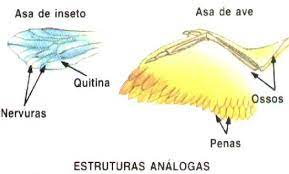 Asa de inseto
Asa de ave
Quitina
Nervuras
Ossos
Penas
ESTRUTURAS ANÁLOGAS